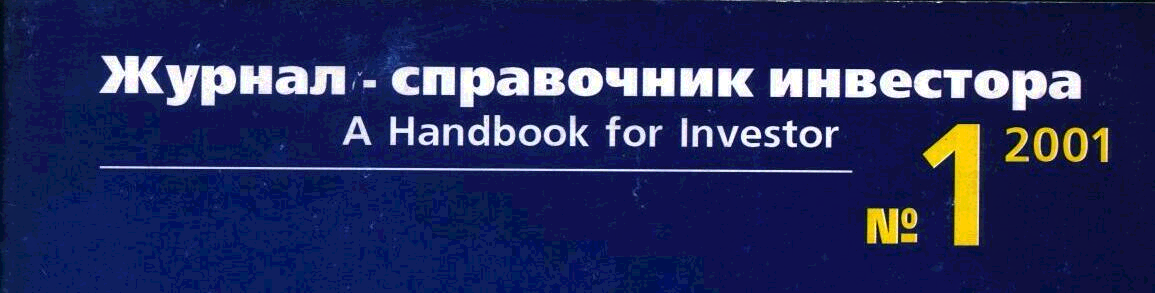 Журнал - справочник инвестора
A Handbook for Investor
№ 1 2001